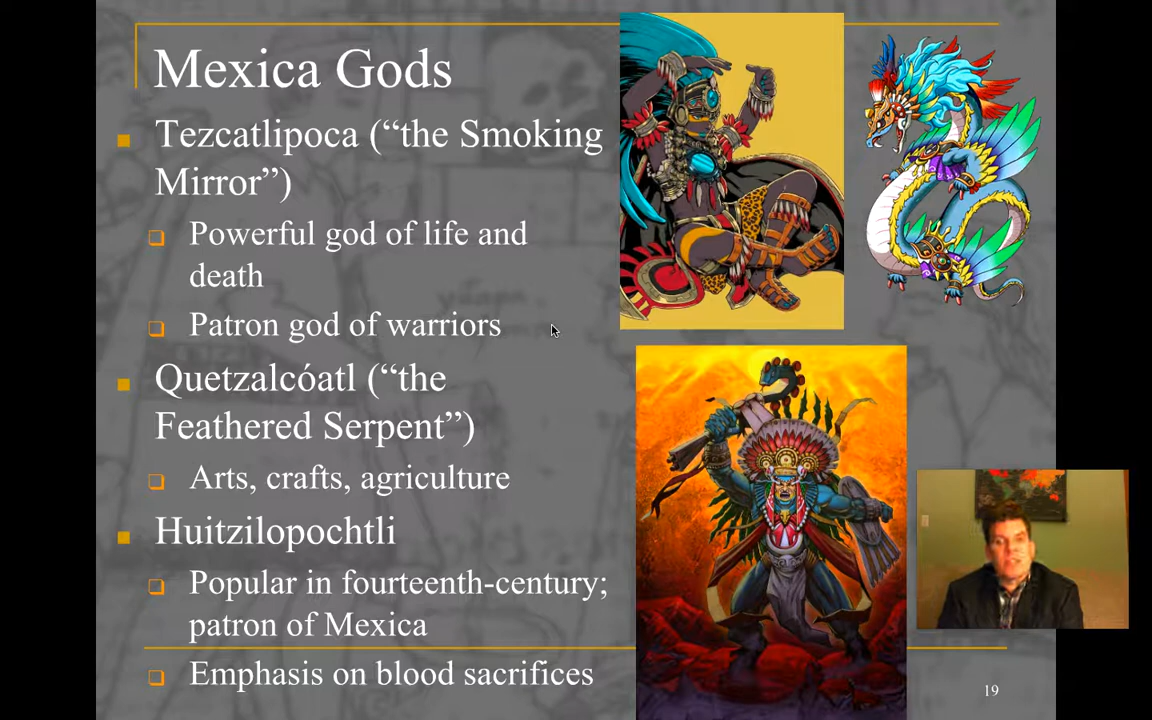 Mexica Gods
Tezcatlipoca (“the Smoking
Mirror”)
Powerful god of life and
death
Patron god of warriors
Quetzalcóatl (“the
Feathered Serpent”)
Arts, crafts, agriculture
Huitzilopochtli
Popular in fourteenth-century;
patron of Mexica
Emphasis on blood sacrifices
19